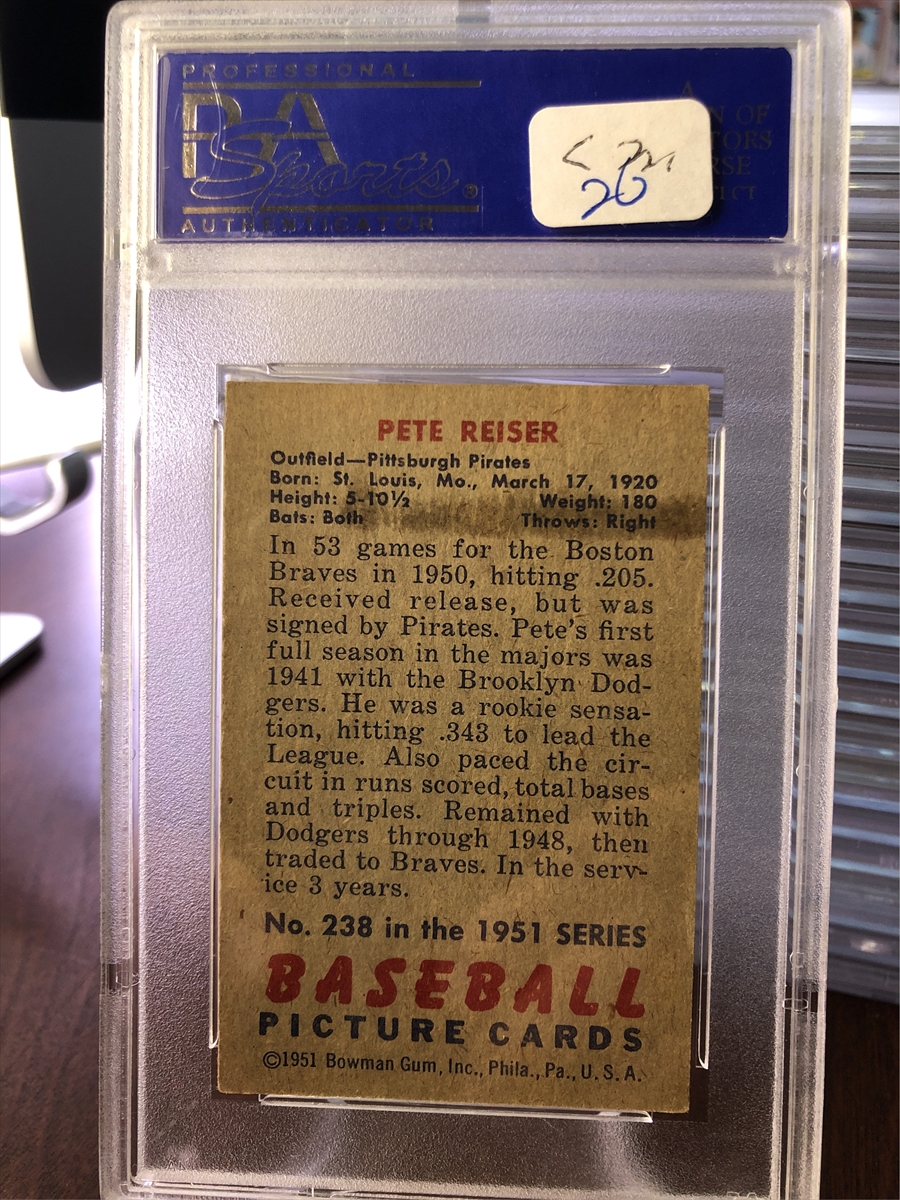 PROFESSIONAL
PSA
Sports®
AUTHENTICATOR
20
PETE REISER
Outfield—Pittsburgh Pirates
Born: St. Louis, Mo., March 17, 1920
Height: 5-10½ Weight: 180
Bats: Both Throws: Right
In 53 games for the Boston
Braves in 1950, hitting .205.
Received release, but was
signed by Pirates. Pete's first
full season in the majors was
1941 with the Brooklyn Dod-
gers. He was a rookie sensa-
tion, hitting .343 to lead the
League. Also paced the cir-
cuit in runs scored, total bases
and triples. Remained with
Dodgers through 1948, then
traded to Braves. In the serv-
ice 3 years.
No. 238 in the 1951 SERIES
BASEBALL
PICTURE CARDS
©1951 Bowman Gum, Inc., Phila., Pa., U. S. A.